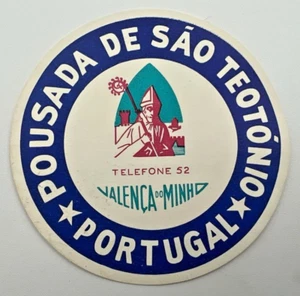 POUSADA DE SÃO TEOTÓNIO
TELEFONE 52
VALENÇA DO MINHO
★ PORTUGAL ★